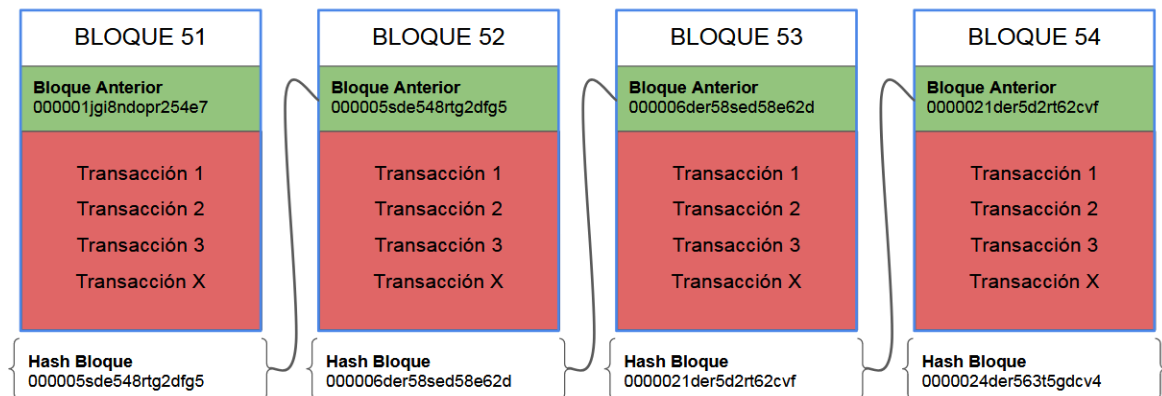 BLOQUE 51
Bloque Anterior
000001jgi8ndopr254e7
Transacción 1
Transacción 2
Transacción 3
Transacción X
Hash Bloque
000005sde548rtg2dfg5
BLOQUE 52
Bloque Anterior
000005sde548rtg2dfg5
Transacción 1
Transacción 2
Transacción 3
Transacción X
Hash Bloque
000006der58sed58e62d
BLOQUE 53
Bloque Anterior
000006der58sed58e62d
Transacción 1
Transacción 2
Transacción 3
Transacción X
Hash Bloque
0000021der5d2rt62cvf
BLOQUE 54
Bloque Anterior
0000021der5d2rt62cvf
Transacción 1
Transacción 2
Transacción 3
Transacción X
Hash Bloque
0000024der563t5gdcv4